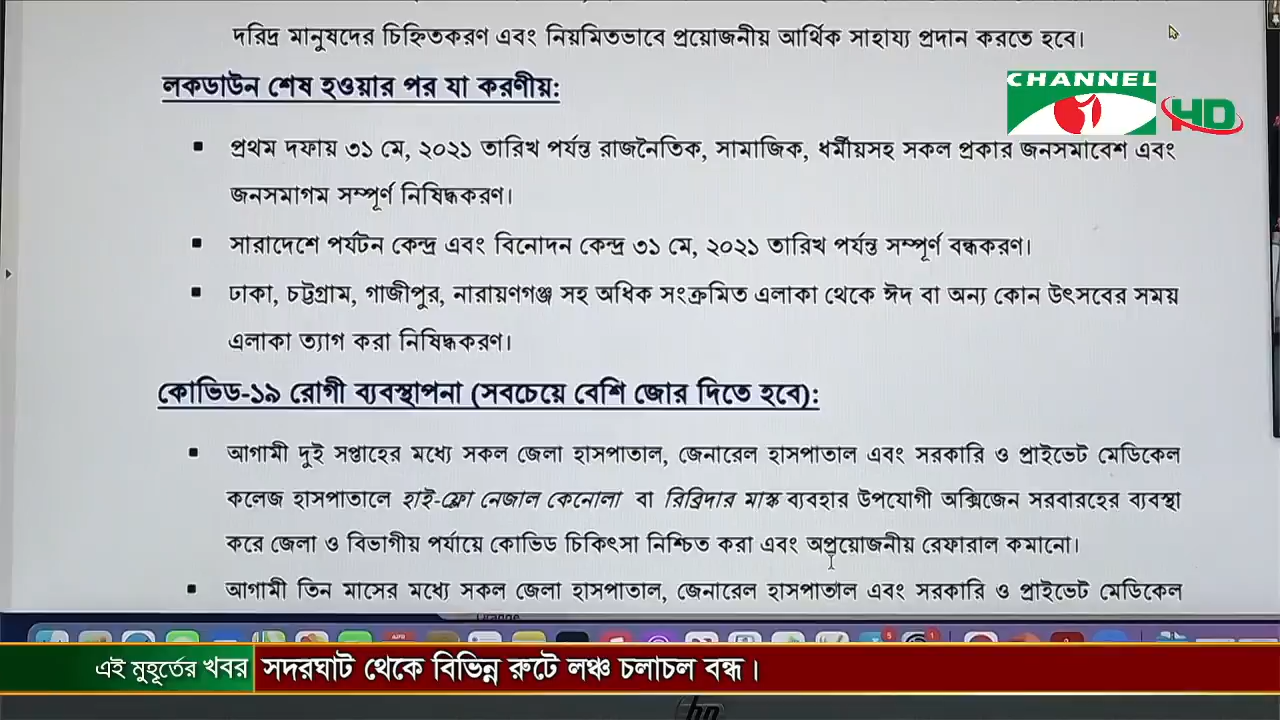 দরিদ্র মানুষদের চিহ্নিতকরণ এবং নিয়মিতভাবে প্রয়োজনীয় আর্থিক সাহায্য প্রদান করতে হবে।
লকডাউন শেষ হওয়ার পর যা করণীয়:
CHANNEL
HD
▪ প্রথম দফায় ৩১ মে, ২০২১ তারিখ পর্যন্ত রাজনৈতিক, সামাজিক, ধর্মীয়সহ সকল প্রকার জনসমাবেশ এবং
জনসমাগম সম্পূর্ণ নিষিদ্ধকরণ।
▪ সারাদেশে পর্যটন কেন্দ্র এবং বিনোদন কেন্দ্র ৩১ মে, ২০২১ তারিখ পর্যন্ত সম্পূর্ণ বন্ধকরণ।
▪ ঢাকা, চট্টগ্রাম, গাজীপুর, নারায়ণগঞ্জ সহ অধিক সংক্রমিত এলাকা থেকে ঈদ বা অন্য কোন উৎসবের সময়
এলাকা ত্যাগ করা নিষিদ্ধকরণ।
কোভিড-১৯ রোগী ব্যবস্থাপনা (সবচেয়ে বেশি জোর দিতে হবে):
▪ আগামী দুই সপ্তাহের মধ্যে সকল জেলা হাসপাতাল, জেনারেল হাসপাতাল এবং সরকারি ও প্রাইভেট মেডিকেল
কলেজ হাসপাতালে হাই-ফ্লো নেজাল কেনোলা বা রিব্রিদার মাস্ক ব্যবহার উপযোগী অক্সিজেন সরবারহের ব্যবস্থা
করে জেলা ও বিভাগীয় পর্যায়ে কোভিড চিকিৎসা নিশ্চিত করা এবং অপ্রয়োজনীয় রেফারাল কমানো।
▪ আগামী তিন মাসের মধ্যে সকল জেলা হাসপাতাল, জেনারেল হাসপাতাল এবং সরকারি ও প্রাইভেট মেডিকেল
এই মুহূর্তের খবর
সদরঘাট থেকে বিভিন্ন রুটে লঞ্চ চলাচল বন্ধ।
hp